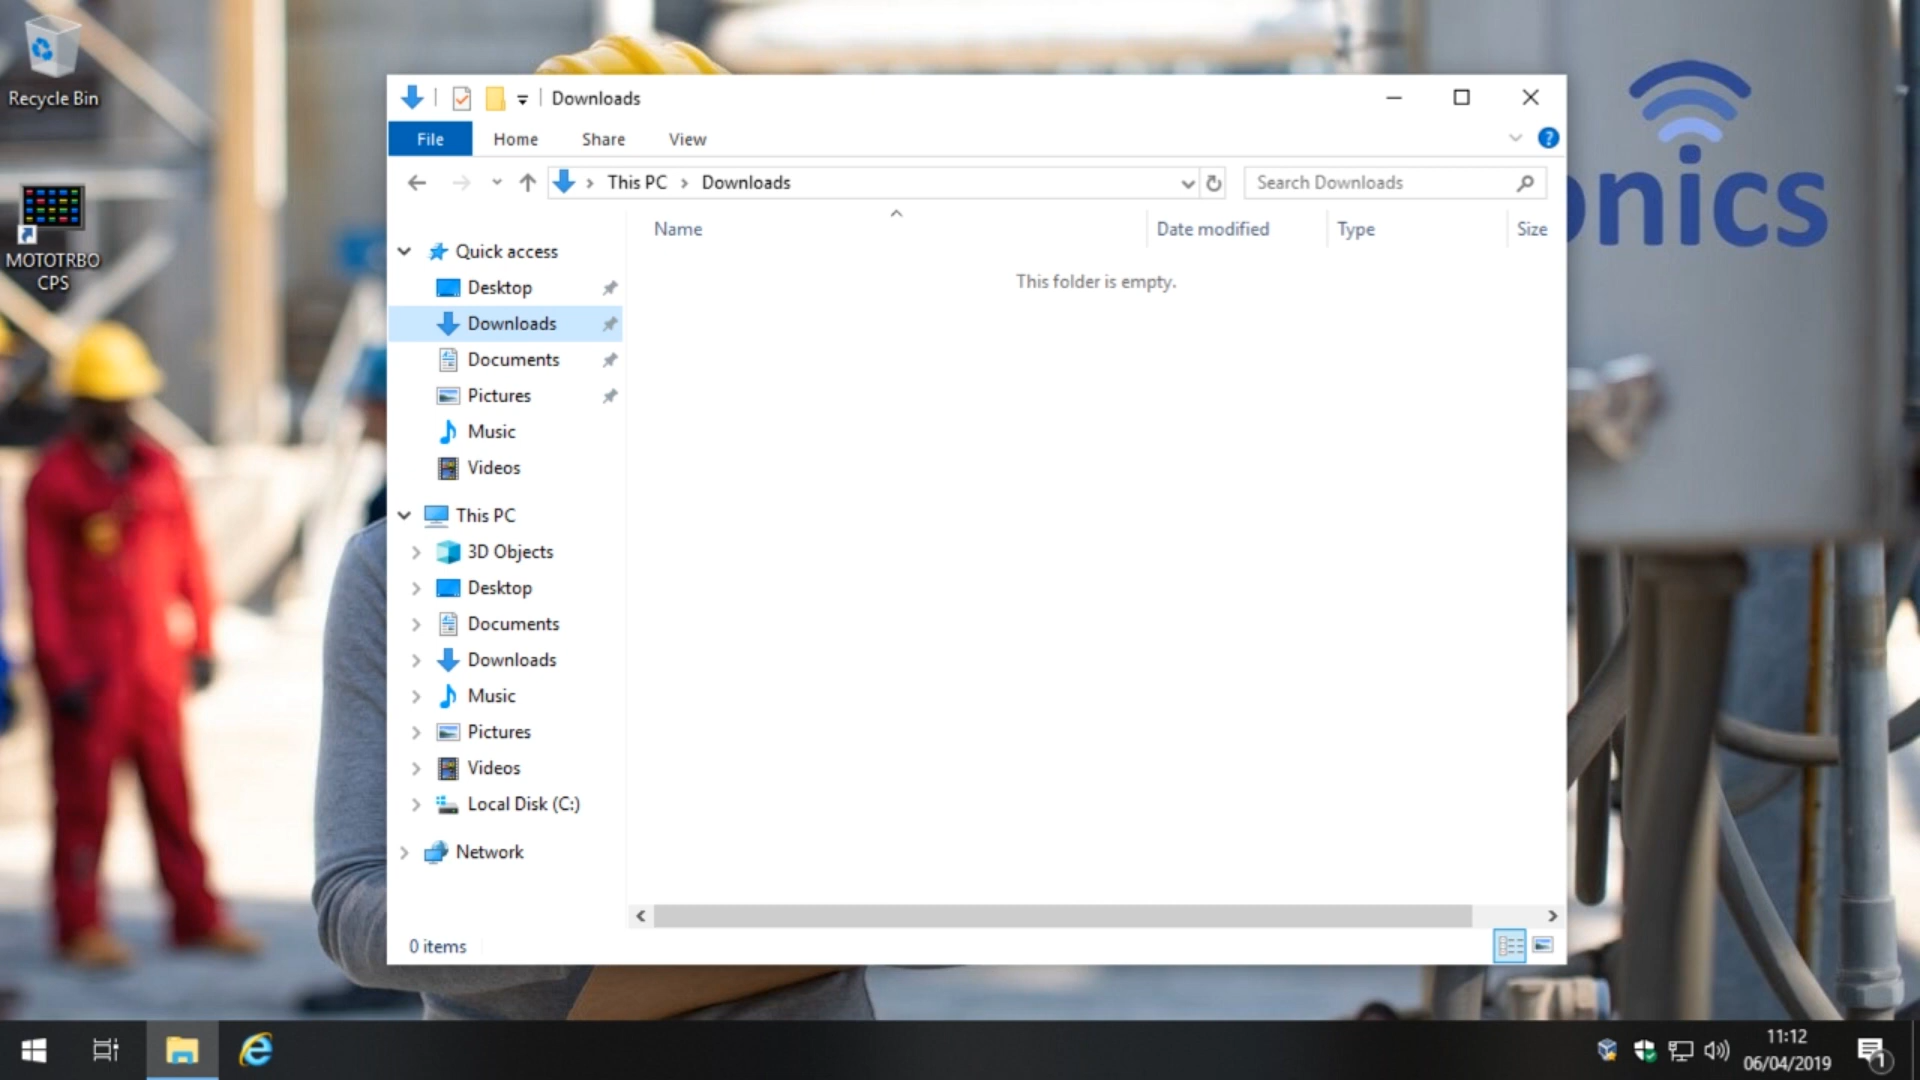 Recycle Bin
MOTOTRBO
CPS
Downloads
File Home Share View
?
This PC Downloads
Search Downloads
Name Date modified Type Size
This folder is empty.
Quick access
Desktop
Downloads
Documents
Pictures
Music
Videos
This PC
3D Objects
Desktop
Documents
Downloads
Music
Pictures
Videos
Local Disk (C:)
Network
0 items
onics
11:12
06/04/2019
1